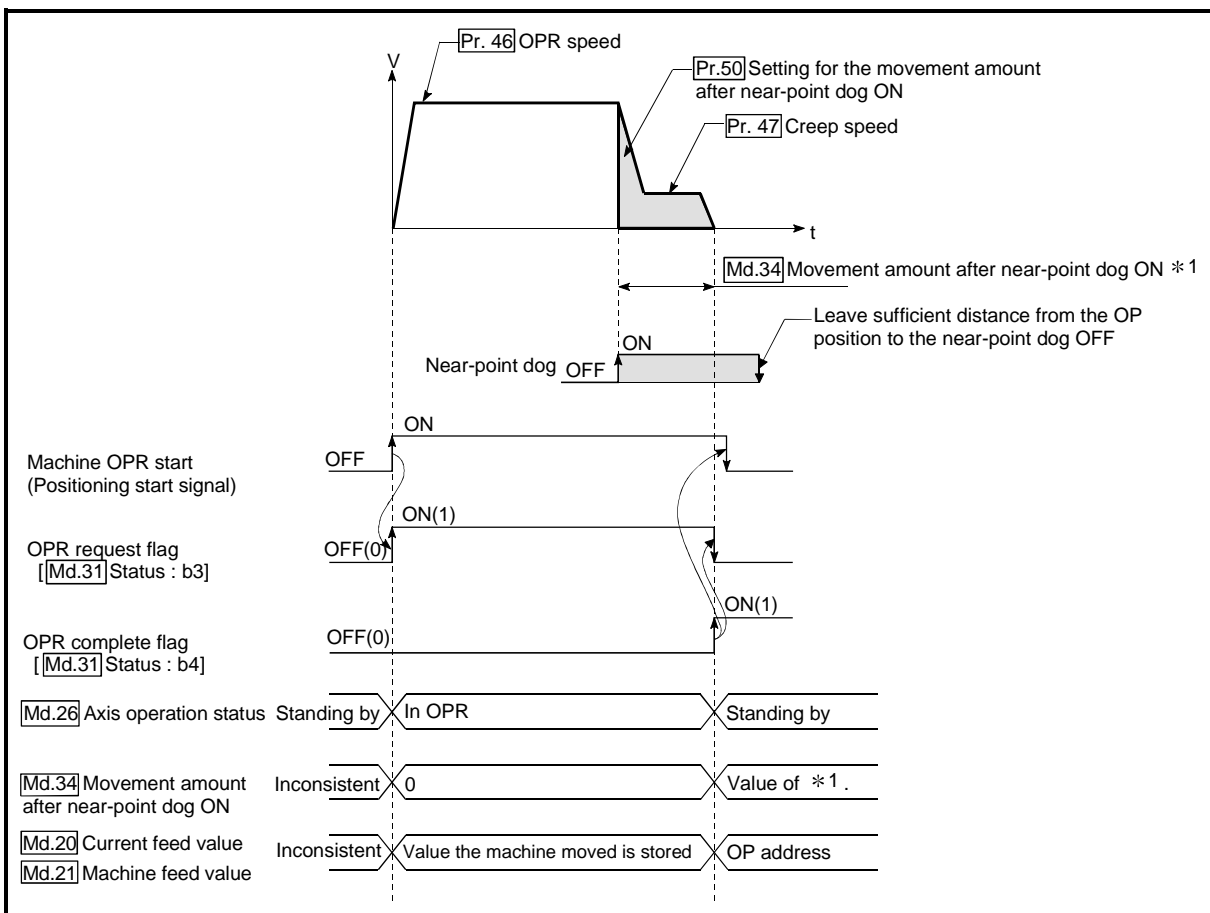 Pr. 46 OPR speed
V
Pr.50 Setting for the movement amount
after near-point dog ON
Pr. 47 Creep speed
t
Md.34 Movement amount after near-point dog ON *1
Leave sufficient distance from the OP
position to the near-point dog OFF
ON
Near-point dog OFF
ON
Machine OPR start
(Positioning start signal)
OFF
ON(1)
OPR request flag
[ Md.31 Status : b3]
OFF(0)
ON(1)
OPR complete flag
[ Md.31 Status : b4]
OFF(0)
Md.26 Axis operation status Standing by In OPR Standing by
Md.34 Movement amount
after near-point dog ON
Inconsistent 0 Value of *1.
Md.20 Current feed value
Md.21 Machine feed value
Inconsistent Value the machine moved is stored OP address